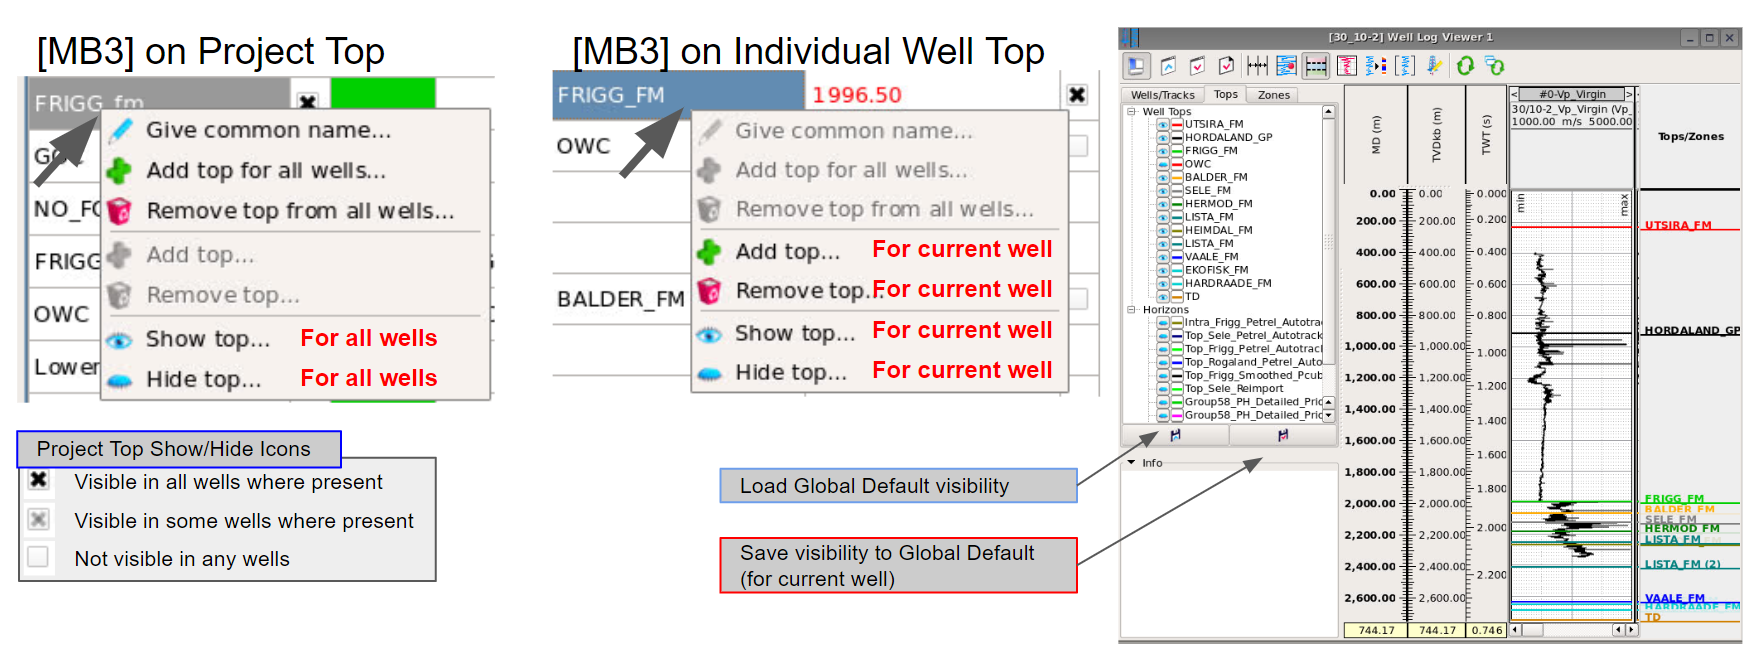 [MB3] on Project Top
FRIGG_fm
Give common name...
Add top for all wells...
NO_FO
Remove top from all wells...
FRIGG
Add top...
OWC
Remove top...
Show top... For all wells
Lower
Hide top... For all wells
Project Top Show/Hide Icons
Visible in all wells where present
Visible in some wells where present
Not visible in any wells
[MB3] on Individual Well Top
FRIGG_FM 1996.50
OWC
Give common name...
Add top for all wells...
Remove top from all wells...
Add top... For current well
BALDER_FM
Remove top... For current well
Show top... For current well
Hide top... For current well
Load Global Default visibility
Save visibility to Global Default
(for current well)
[30_10-2] Well Log Viewer 1
Wells/Tracks Tops Zones
Well Tops
UTSIRA_FM
HORDALAND_GP
FRIGG_FM
OWC
BALDER_FM
SELE_FM
HERMOD_FM
LISTA_FM
HEIMDAL_FM
LISTA_FM
VAALE_FM
EKOFISK_FM
HARDRAADE_FM
TD
Horizons
Intra_Frigg_Petrel_Autotra
Top_Sele_Petrel_Autotrack
Top_Frigg_Petrel_Autotrac
Top_Rogaland_Petrel_Auto
Top_Frigg_Smoothed_Pcub
Top_Sele_Reimport
Group58_PH_Detailed_Pric
Group58_PH_Detailed_Pric
Info
MD (m)
TVDkb (m)
TWT (s)
< #0-Vp_Virgin >
30/10-2_Vp_Virgin (Vp_
1000.00 m/s 5000.00
Tops/Zones
min
max
0.00 0.00 0.000
200.00 200.00 0.200
400.00 400.00 0.400
600.00 600.00 0.600
800.00 800.00 0.800
1,000.00 1,000.00 1.000
1,200.00 1,200.00 1.200
1,400.00 1,400.00 1.400
1,600.00 1,600.00 1.600
1,800.00 1,800.00 1.800
2,000.00 2,000.00 2.000
2,200.00 2,200.00 2.200
2,400.00 2,400.00
2,600.00 2,600.00
744.17 744.17 0.746
UTSIRA_FM
HORDALAND_GP
FRIGG_FM
BALDER_FM
SELE_FM
HERMOD_FM
LISTA_FM
LISTA_FM (2)
VAALE_FM
HARDRAADE_FM
TD